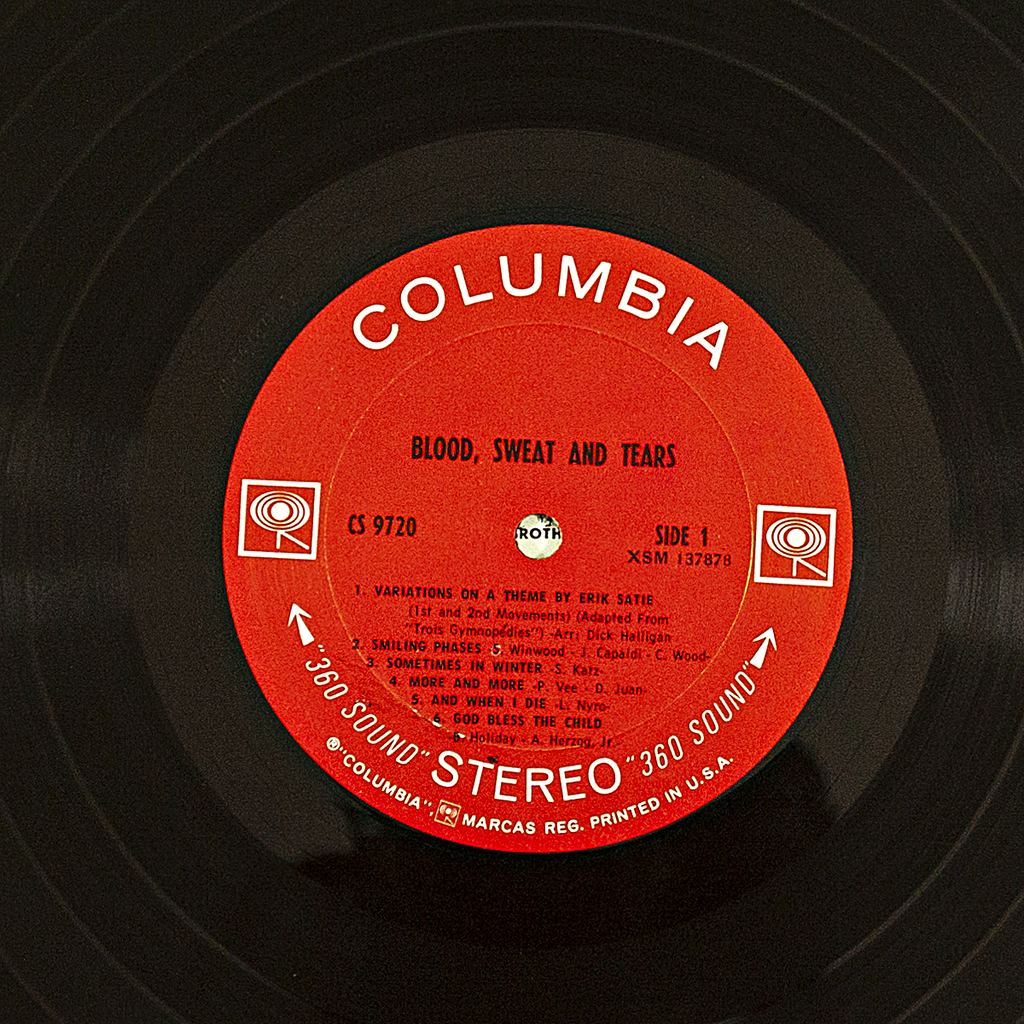 COLUMBIA
BLOOD, SWEAT AND TEARS
CS 9720
ROTH
SIDE 1
XSM 137878
1. VARIATIONS ON A THEME BY ERIK SATIE
(1st and 2nd Movements) (Adapted From
"Trois Gymnopedies") -Arr: Dick Halligan
2. SMILING PHASES -S. Winwood - J. Capaldi - C. Wood-
3. SOMETIMES IN WINTER -S. Katz-
4. MORE AND MORE -P. Vee - D. Juan-
5. AND WHEN I DIE -L. Nyro-
6. GOD BLESS THE CHILD
-B. Holiday - A. Herzog, Jr.-
"360 SOUND" STEREO "360 SOUND"
® "COLUMBIA", MARCAS REG. PRINTED IN U.S.A.